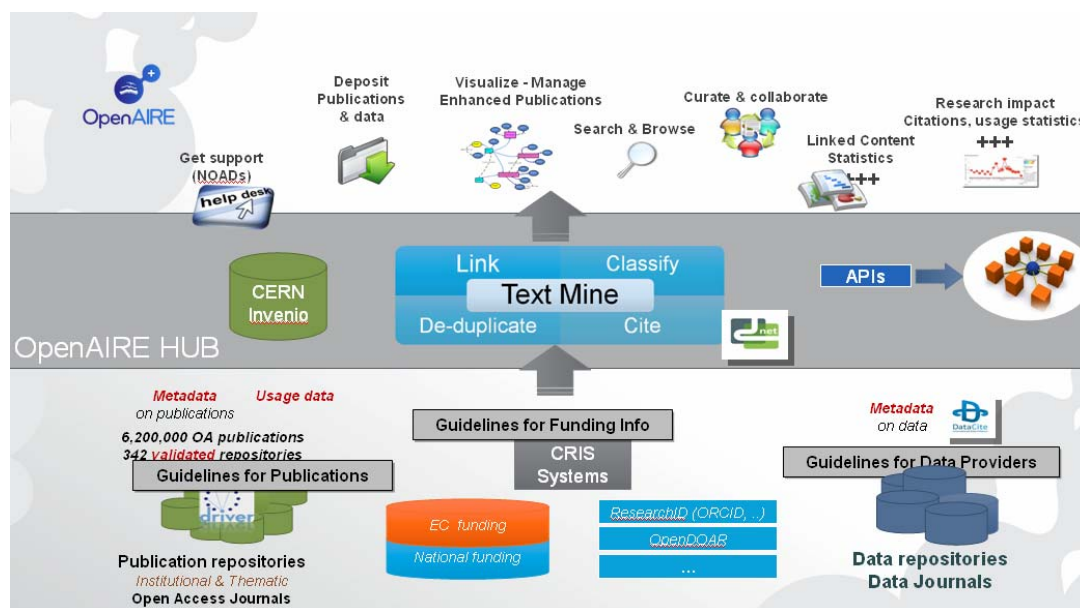 OpenAIRE
Get support
(NOADs)
help desk
Deposit
Publications
& data
Visualize - Manage
Enhanced Publications
Search & Browse
Curate & collaborate
Linked Content
Statistics
+++
Research impact
Citations, usage statistics
+++
CERN
Invenio
Link
Classify
Text Mine
De-duplicate
Cite
net
APIs
OpenAIRE HUB
Metadata
on publications
Usage data
6,200,000 OA publications
342 validated repositories
Guidelines for Publications
driver
Publication repositories
Institutional & Thematic
Open Access Journals
Guidelines for Funding Info
CRIS
Systems
EC funding
National funding
ResearchID (ORCID, ..)
OpenDOAR
...
Metadata
on data
DataCite
Guidelines for Data Providers
Data repositories
Data Journals